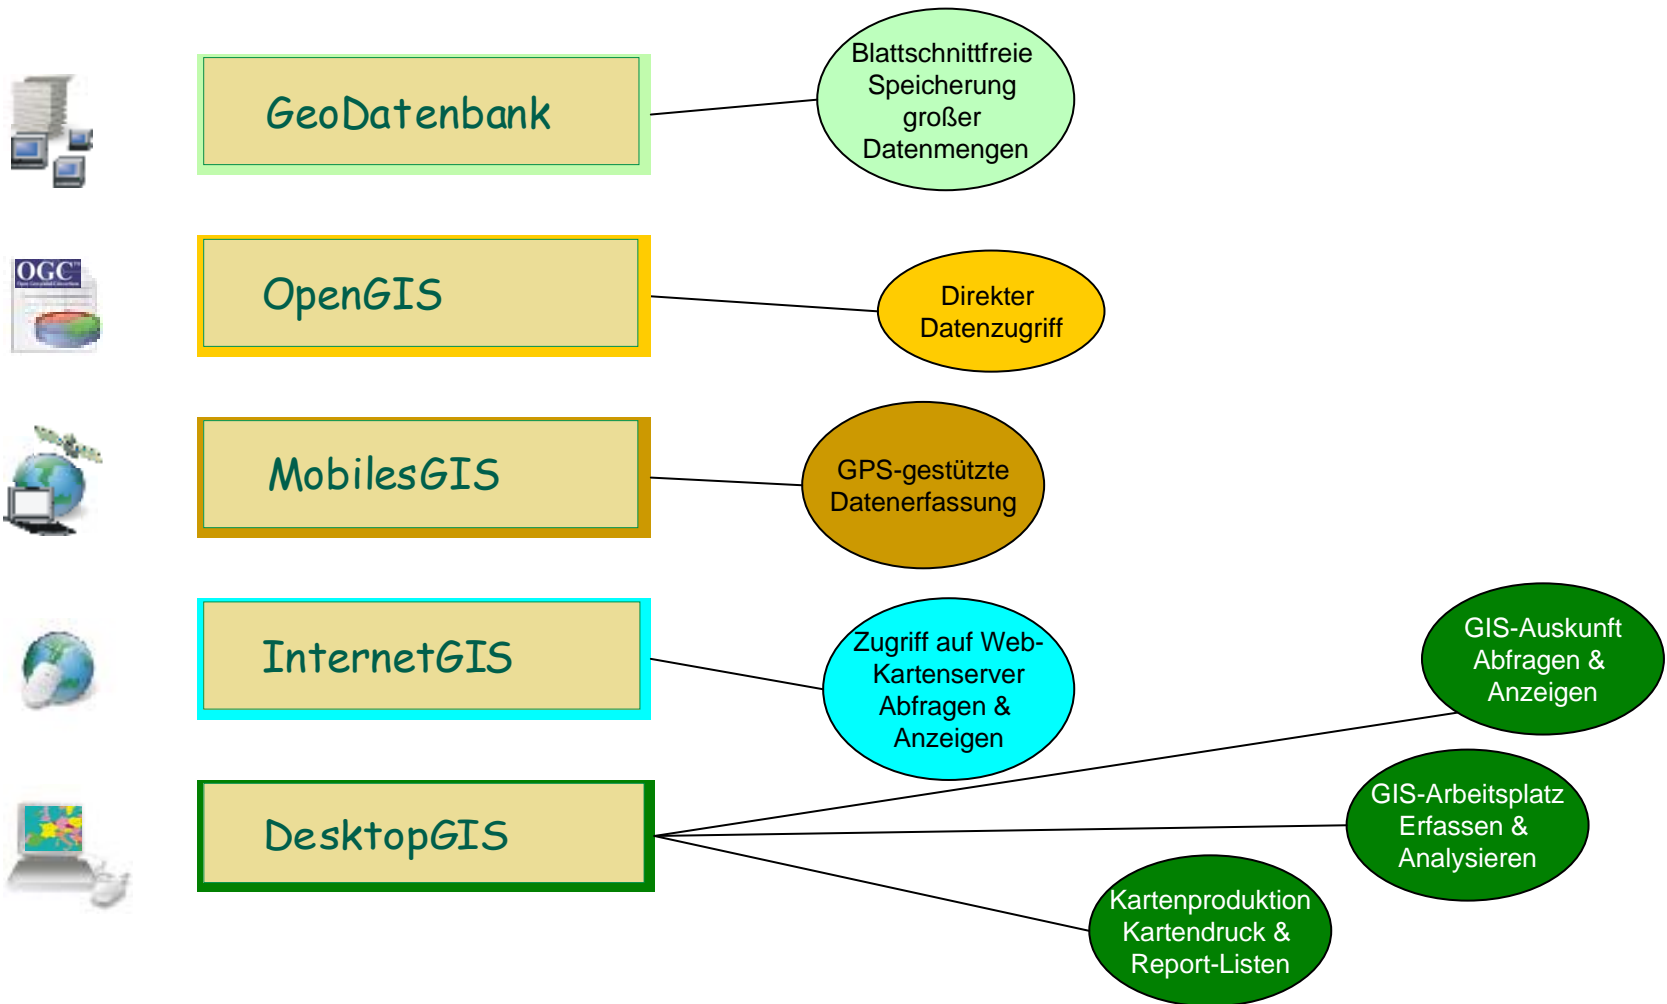 GeoDatenbank
Blattschnittfreie
Speicherung
großer
Datenmengen
OGC
OpenGIS
Direkter
Datenzugriff
MobilesGIS
GPS-gestützte
Datenerfassung
InternetGIS
Zugriff auf Web-
Kartenserver
Abfragen &
Anzeigen
GIS-Auskunft
Abfragen &
Anzeigen
DesktopGIS
GIS-Arbeitsplatz
Erfassen &
Analysieren
Kartenproduktion
Kartendruck &
Report-Listen